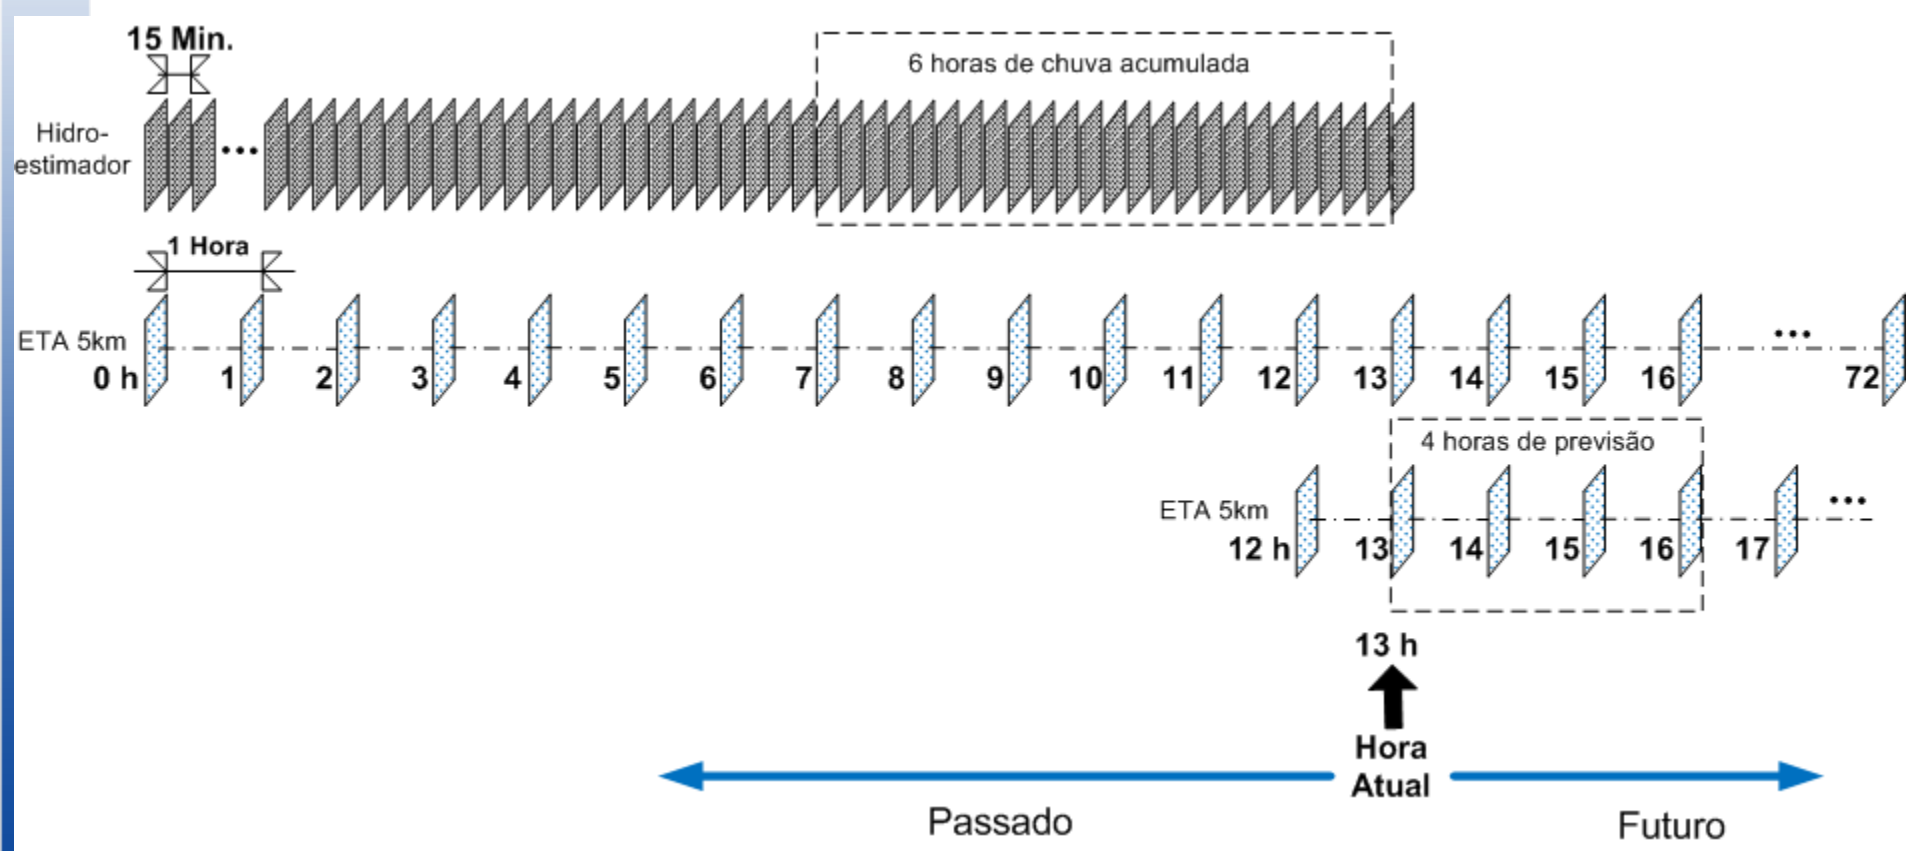 15 Min.
6 horas de chuva acumulada
Hidro-
estimador
...
1 Hora
ETA 5km
...
0 h 1 2 3 4 5 6 7 8 9 10 11 12 13 14 15 16 72
4 horas de previsão
ETA 5km
...
12 h 13 14 15 16 17
13 h
Hora
Atual
Passado
Futuro